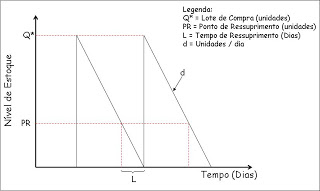 Legenda:
Q* = Lote de Compra (unidades)
PR = Ponto de Ressuprimento (unidades)
L = Tempo de Ressuprimento (Dias)
d = Unidades / dia
Q*
d
Nível de Estoque
PR
Tempo (Dias)
L